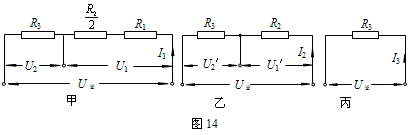 R₃ R₂/2 R₁
I₁
U₂ U₁
U总
甲
R₃ R₂
I₂
U₂′ U₁′
U总
乙
R₃
I₃
U总
丙
图 14